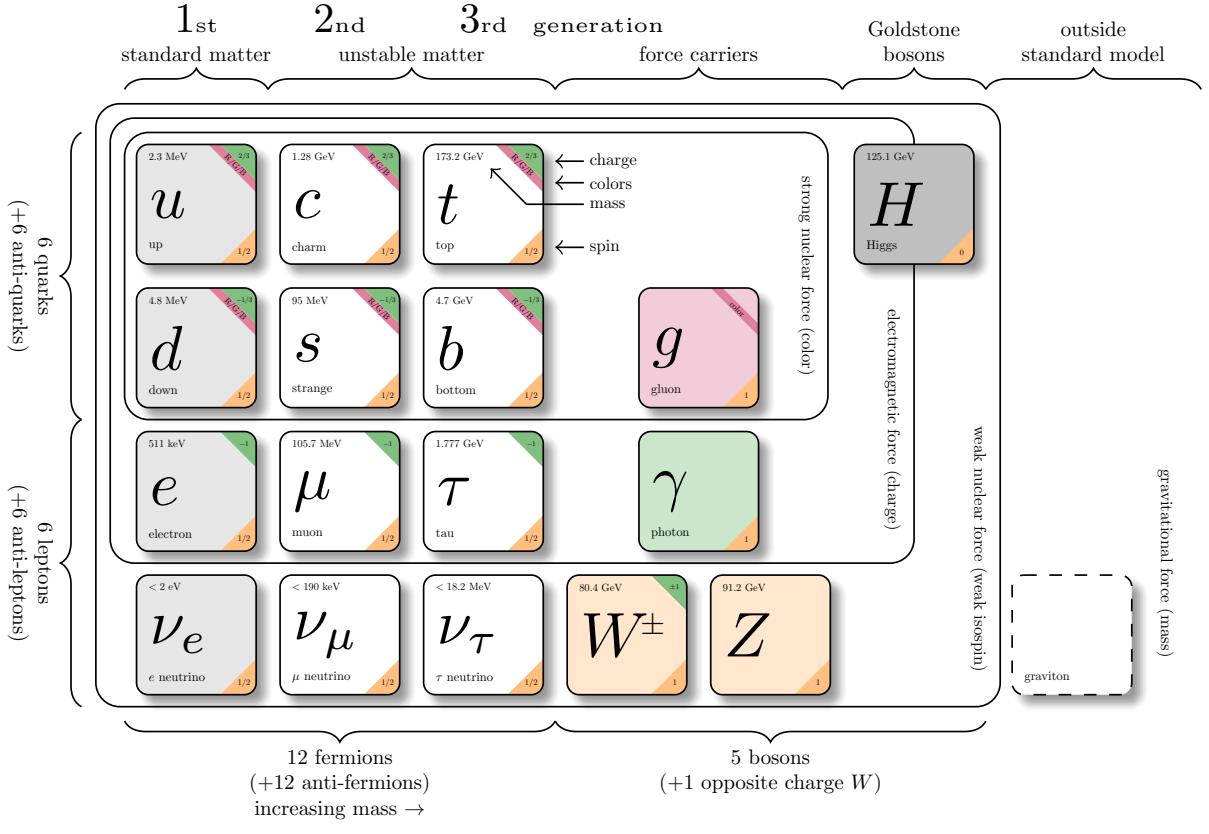 1st 2nd 3rd generation
standard matter
unstable matter
force carriers
Goldstone
bosons
outside
standard model
6 quarks
(+6 anti-quarks)
6 leptons
(+6 anti-leptons)
2.3 MeV
2/3
R/G/B
u
up
1/2
1.28 GeV
2/3
R/G/B
c
charm
1/2
173.2 GeV
2/3
R/G/B
t
top
1/2
charge
colors
mass
spin
125.1 GeV
H
Higgs
0
4.8 MeV
−1/3
R/G/B
d
down
1/2
95 MeV
−1/3
R/G/B
s
strange
1/2
4.7 GeV
−1/3
R/G/B
b
bottom
1/2
color
g
gluon
1
strong nuclear force (color)
511 keV
−1
e
electron
1/2
105.7 MeV
−1
μ
muon
1/2
1.777 GeV
−1
τ
tau
1/2
γ
photon
1
electromagnetic force (charge)
< 2 eV
νe
e neutrino
1/2
< 190 keV
νμ
μ neutrino
1/2
< 18.2 MeV
ντ
τ neutrino
1/2
80.4 GeV
±1
W±
1
91.2 GeV
Z
1
weak nuclear force (weak isospin)
graviton
gravitational force (mass)
12 fermions
(+12 anti-fermions)
increasing mass →
5 bosons
(+1 opposite charge W)